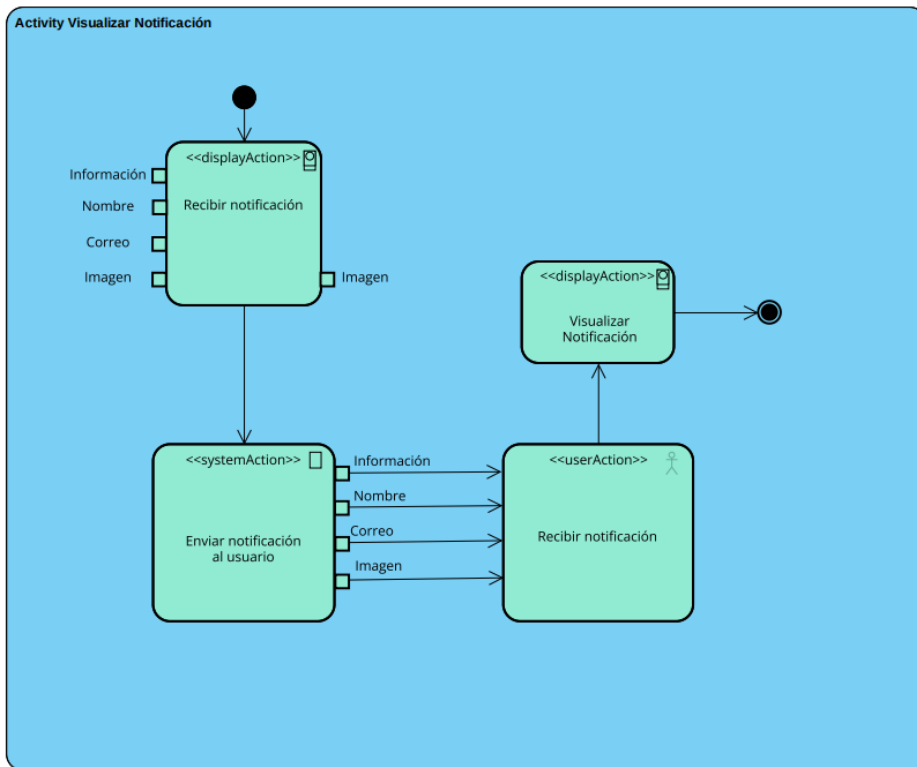 Activity Visualizar Notificación
<<displayAction>>
Información
Nombre
Recibir notificación
Correo
Imagen
Imagen
<<displayAction>>
Visualizar
Notificación
<<systemAction>>
Enviar notificación
al usuario
Información
Nombre
Correo
Imagen
<<userAction>>
Recibir notificación